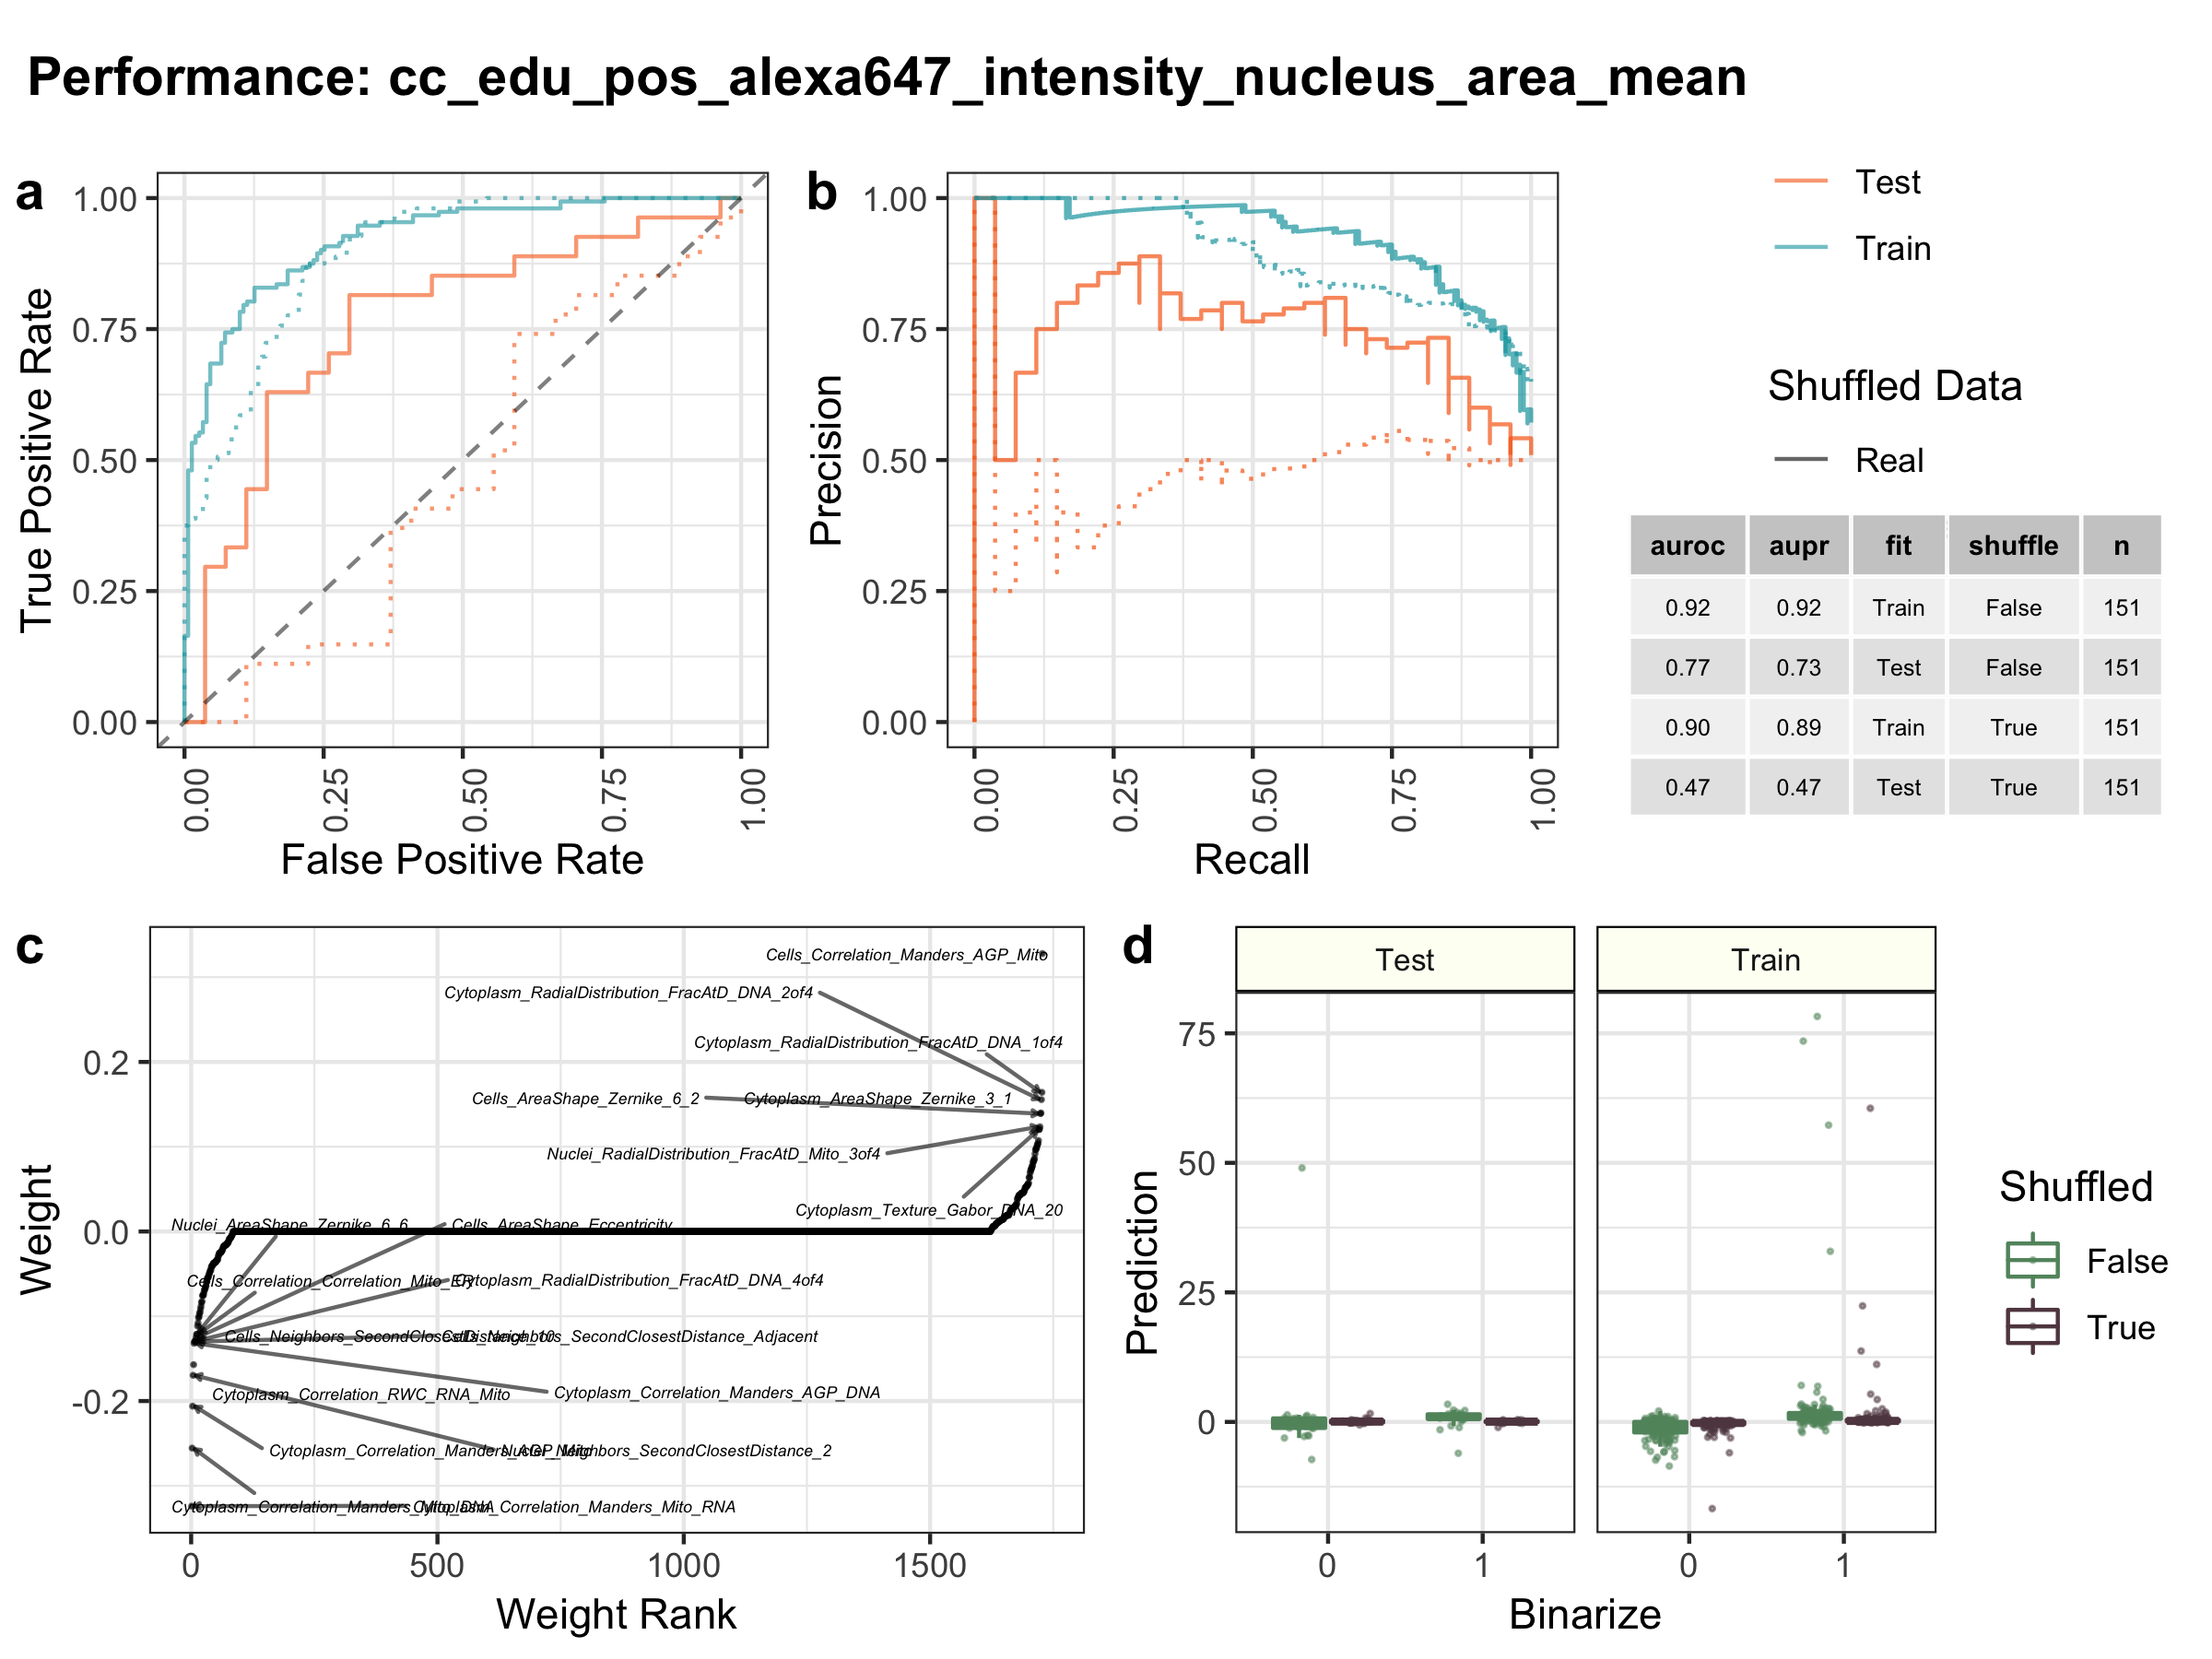 Performance: cc_edu_pos_alexa647_intensity_nucleus_area_mean
a
1.00
0.75
0.50
0.25
0.00
True Positive Rate
0.00
0.25
0.50
0.75
1.00
False Positive Rate
b
1.00
0.75
0.50
0.25
0.00
Precision
0.00
0.25
0.50
0.75
1.00
Recall
Test
Train
Shuffled Data
Real
auroc aupr fit shuffle n
0.92 0.92 Train False 151
0.77 0.73 Test False 151
0.90 0.89 Train True 151
0.47 0.47 Test True 151
c
Cells_Correlation_Manders_AGP_Mito
Cytoplasm_RadialDistribution_FracAtD_DNA_2of4
Cytoplasm_RadialDistribution_FracAtD_DNA_1of4
Cells_AreaShape_Zernike_6_2
Cytoplasm_AreaShape_Zernike_3_1
Nuclei_RadialDistribution_FracAtD_Mito_3of4
Cytoplasm_Texture_Gabor_DNA_20
Nuclei_AreaShape_Zernike_6_6
Cells_AreaShape_Eccentricity
Cells_Correlation_Correlation_Mito_ER
Cytoplasm_RadialDistribution_FracAtD_DNA_4of4
Cells_Neighbors_SecondClosestDistance_10
Cells_Neighbors_SecondClosestDistance_Adjacent
Cytoplasm_Correlation_RWC_RNA_Mito
Cytoplasm_Correlation_Manders_AGP_DNA
Cytoplasm_Correlation_Manders_AGP_Mito
Nuclei_Neighbors_SecondClosestDistance_2
Cytoplasm_Correlation_Manders_Mito_DNA
Cytoplasm_Correlation_Manders_Mito_RNA
0.2
0.0
-0.2
Weight
0
500
1000
1500
Weight Rank
d
Test
Train
75
50
25
0
Prediction
0
1
0
1
Binarize
Shuffled
False
True